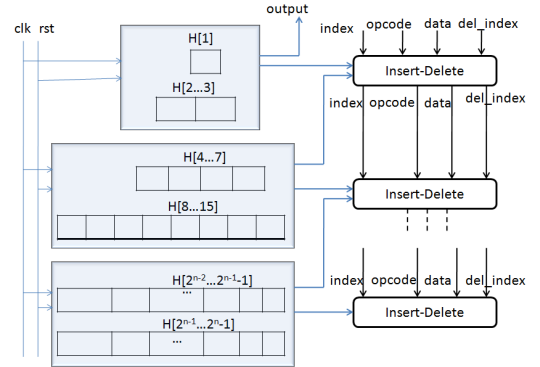 output
clk rst
H[1]
index opcode data del_index
H[2...3]
Insert-Delete
index opcode data del_index
H[4...7]
H[8...15]
Insert-Delete
H[2ⁿ⁻²...2ⁿ⁻¹-1]
...
index opcode data del_index
H[2ⁿ⁻¹...2ⁿ-1]
...
Insert-Delete